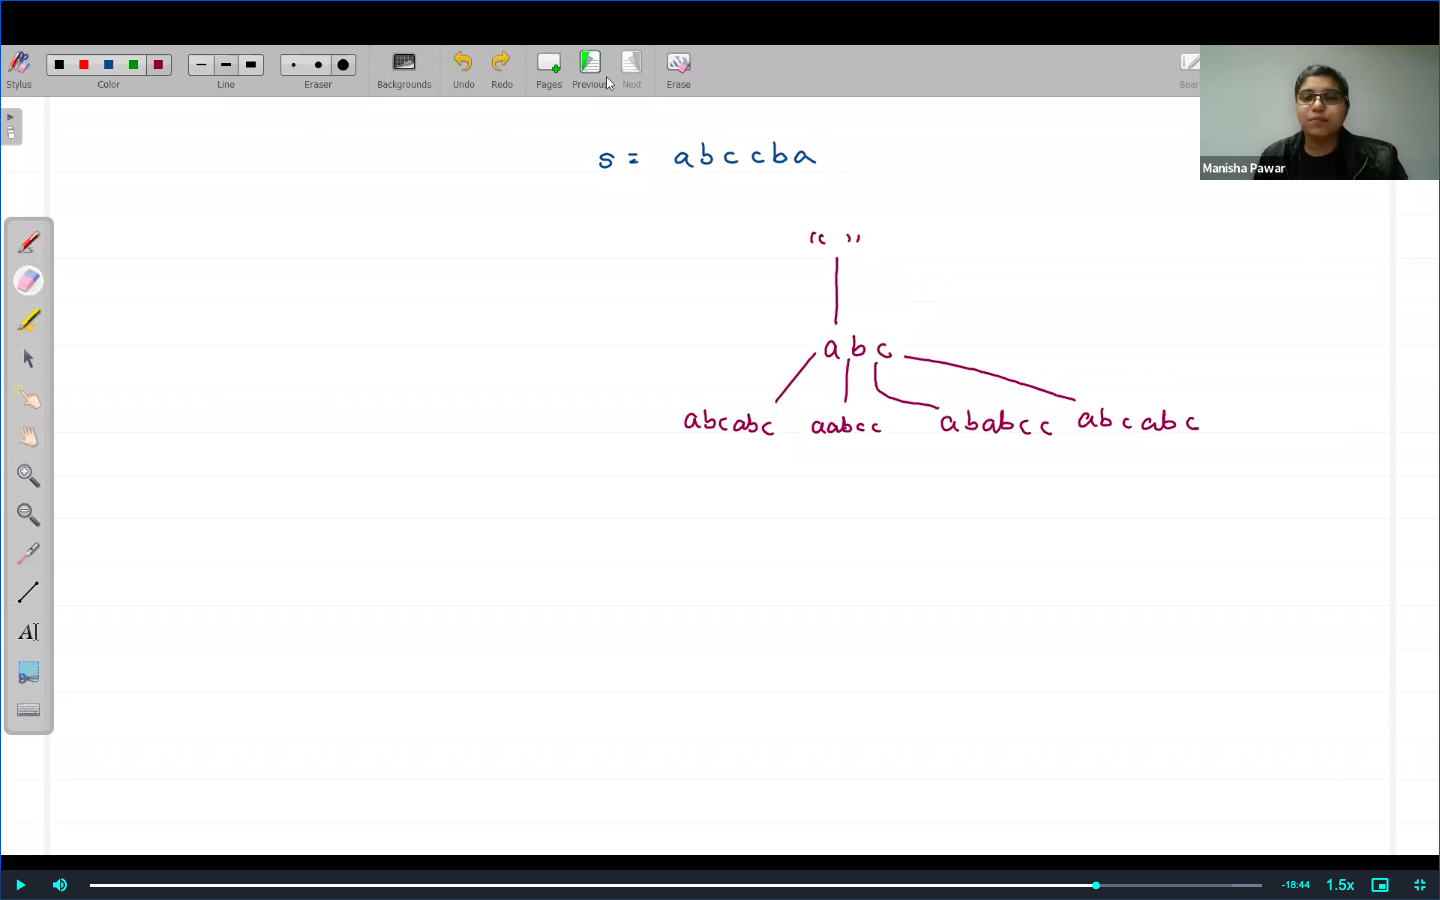 Stylus Color Line Eraser Backgrounds Undo Redo Pages Previous Next Erase Boar
Manisha Pawar
s = abccba
“ ”
abc
abcabc aabcc ababcc abcabc
A
-18:44 1.5x